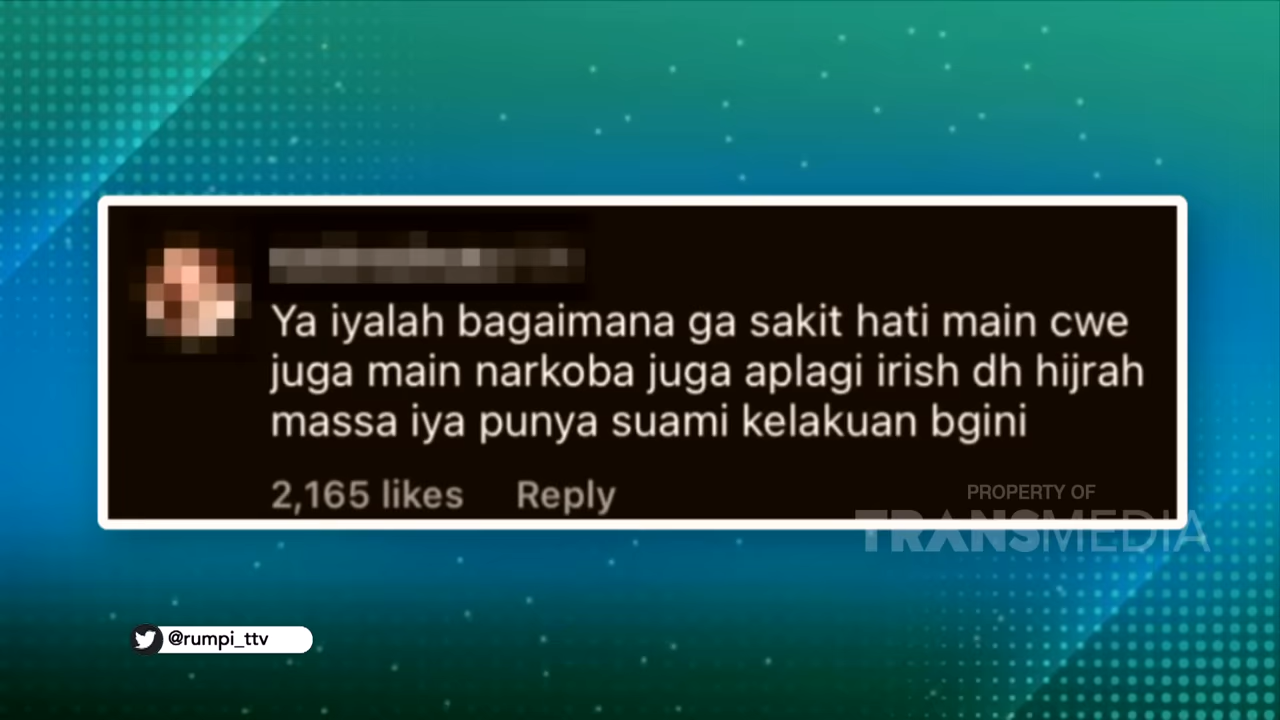 Ya iyalah bagaimana ga sakit hati main cwe
juga main narkoba juga aplagi irish dh hijrah
massa iya punya suami kelakuan bgini
2,165 likes Reply
PROPERTY OF
TRANSMEDIA
@rumpi_ttv